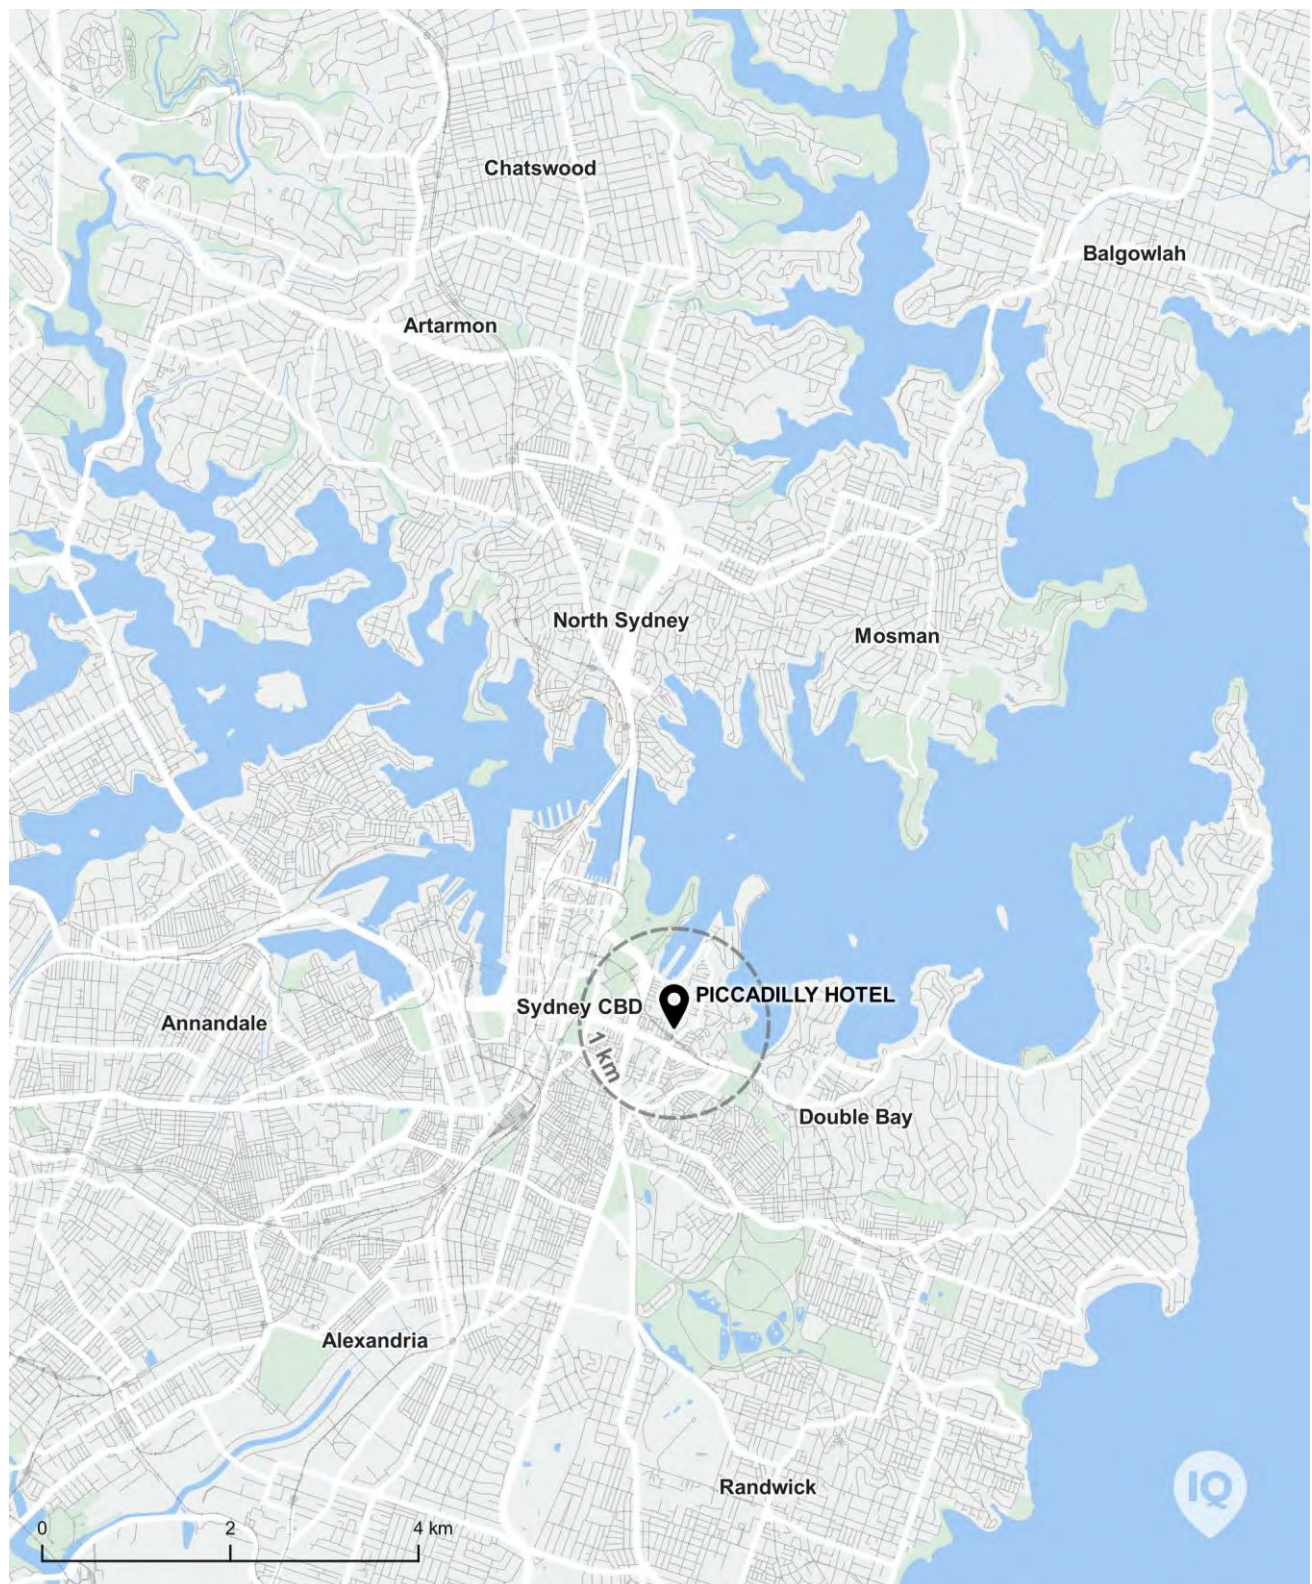 Chatswood
Balgowlah
Artarmon
North Sydney
Mosman
PICCADILLY HOTEL
Sydney CBD
Annandale
1 km
Double Bay
Alexandria
Randwick
IQ
0 2 4 km